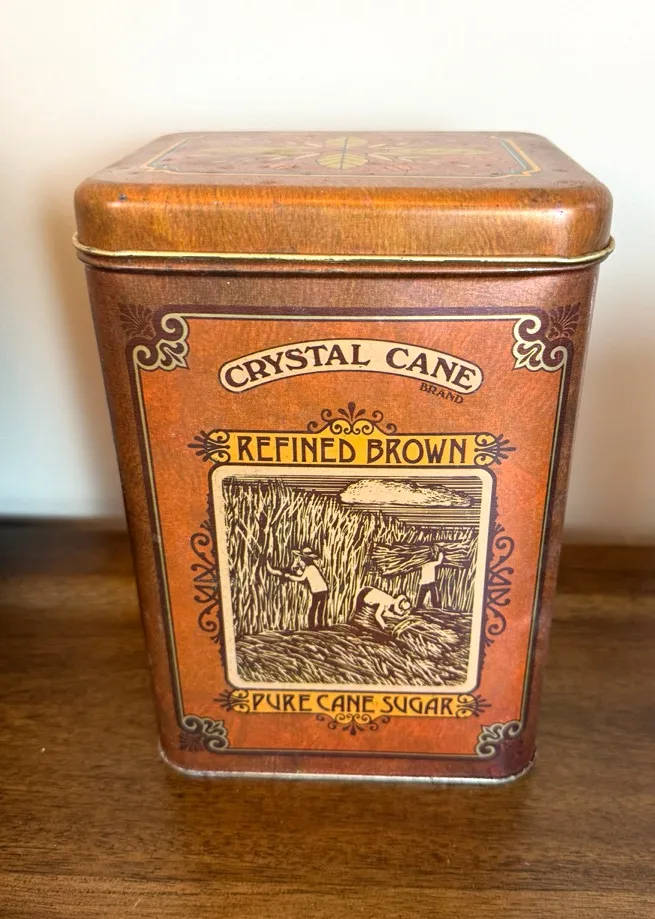 CRYSTAL CANE
BRAND
REFINED BROWN
PURE CANE SUGAR